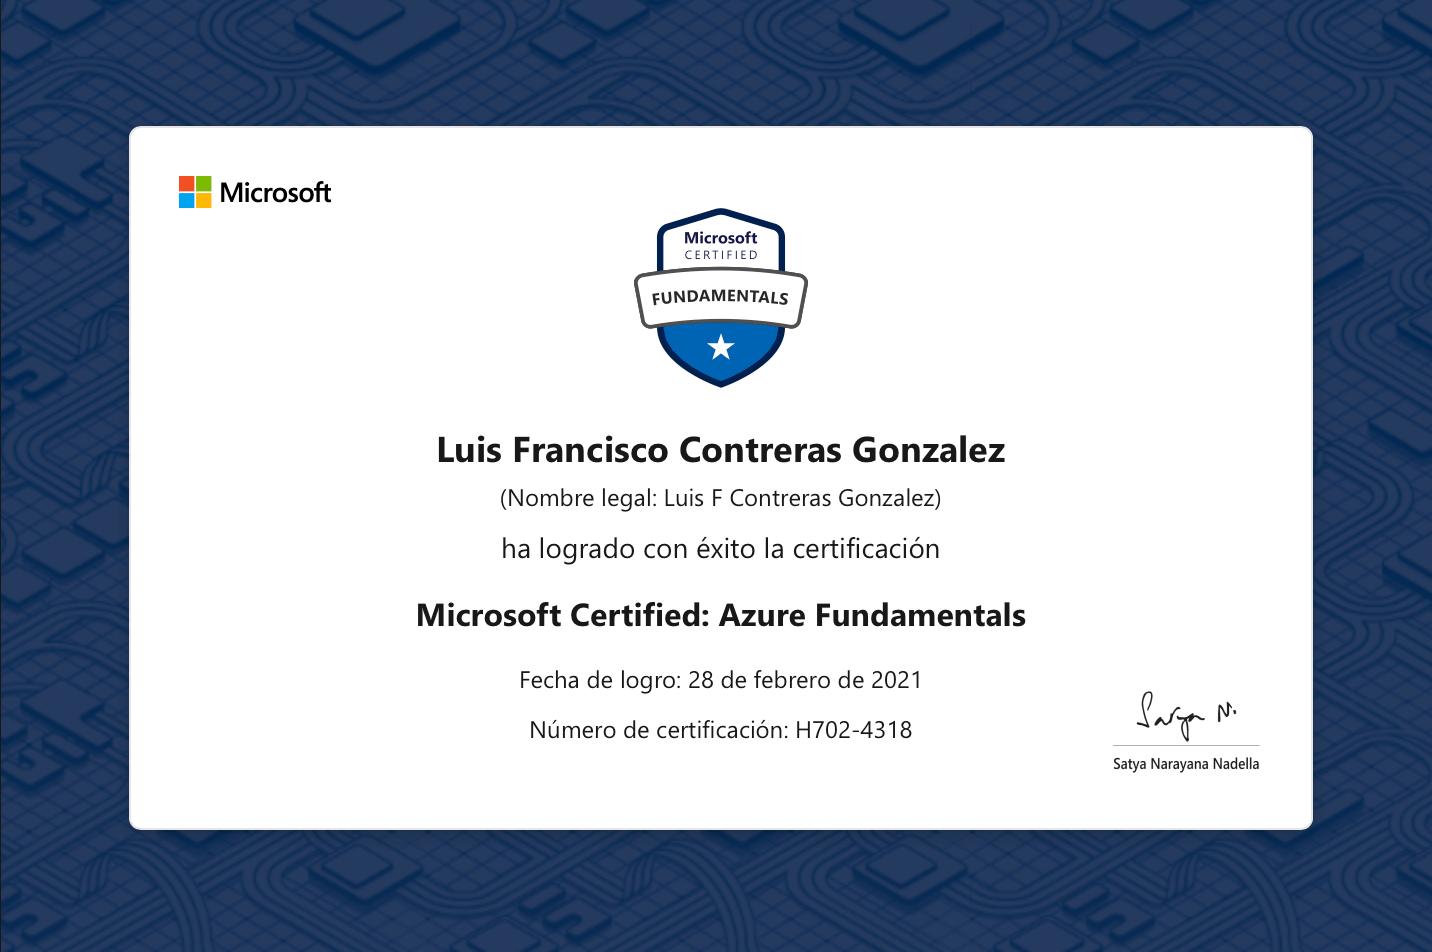 Microsoft
Microsoft
CERTIFIED
FUNDAMENTALS
Luis Francisco Contreras Gonzalez
(Nombre legal: Luis F Contreras Gonzalez)
ha logrado con éxito la certificación
Microsoft Certified: Azure Fundamentals
Fecha de logro: 28 de febrero de 2021
Número de certificación: H702-4318
Satya N.
Satya Narayana Nadella